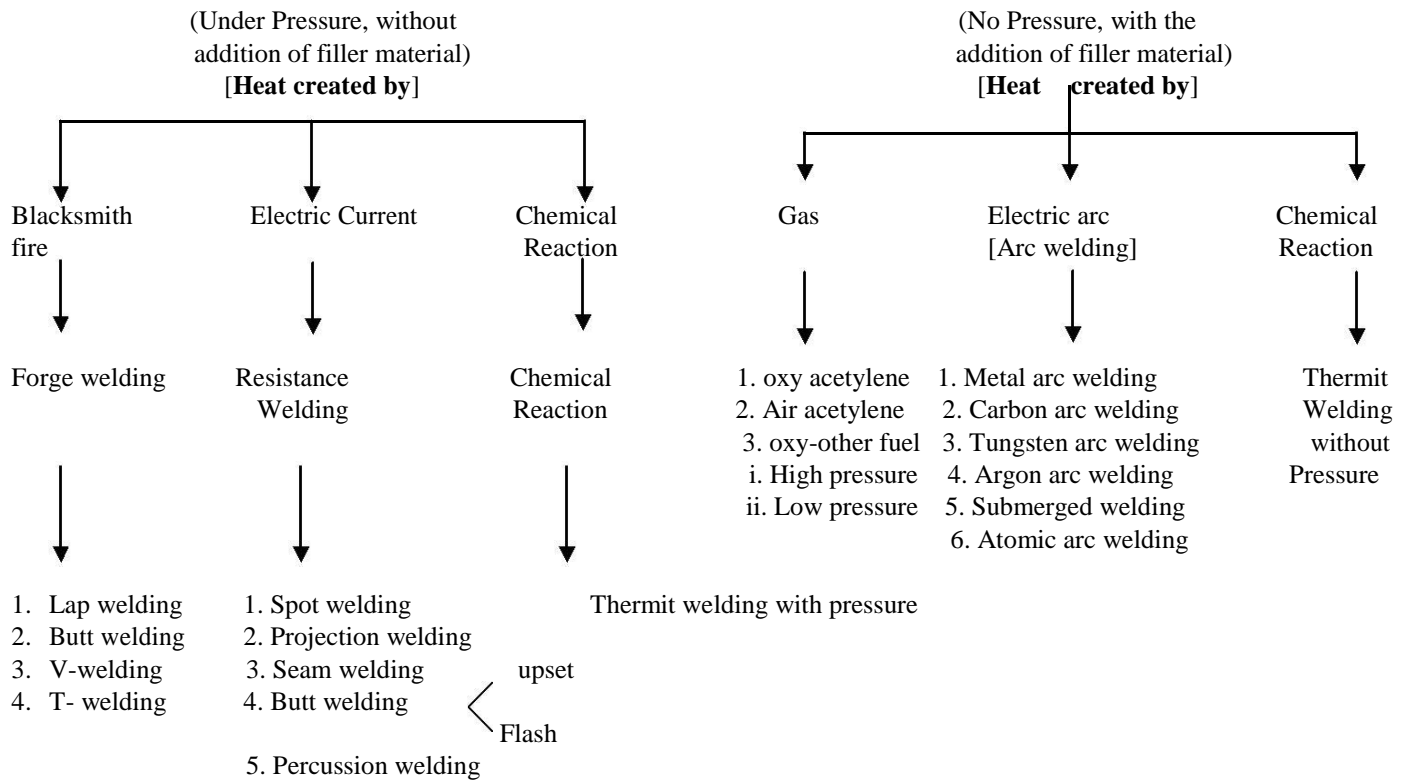 (Under Pressure, without
addition of filler material)
[Heat created by]
Blacksmith
fire
Electric Current
Chemical
Reaction
Forge welding
Resistance
Welding
Chemical
Reaction
1. Lap welding
2. Butt welding
3. V-welding
4. T- welding
1. Spot welding
2. Projection welding
3. Seam welding
4. Butt welding
upset
Flash
5. Percussion welding
Thermit welding with pressure
(No Pressure, with the
addition of filler material)
[Heat created by]
Gas
Electric arc
[Arc welding]
Chemical
Reaction
1. oxy acetylene
2. Air acetylene
3. oxy-other fuel
i. High pressure
ii. Low pressure
1. Metal arc welding
2. Carbon arc welding
3. Tungsten arc welding
4. Argon arc welding
5. Submerged welding
6. Atomic arc welding
Thermit
Welding
without
Pressure